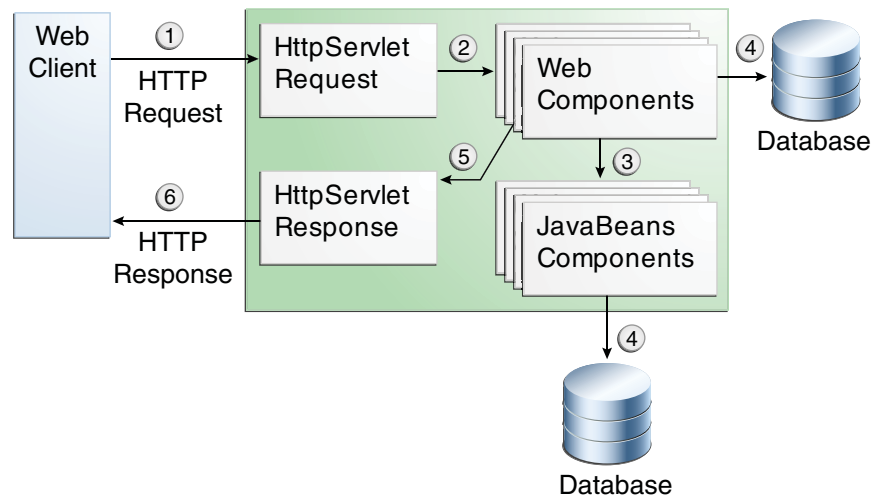 Web
Client
1
HTTP
Request
HttpServlet
Request
2
Web
Components
4
Database
3
5
6
HTTP
Response
HttpServlet
Response
JavaBeans
Components
4
Database